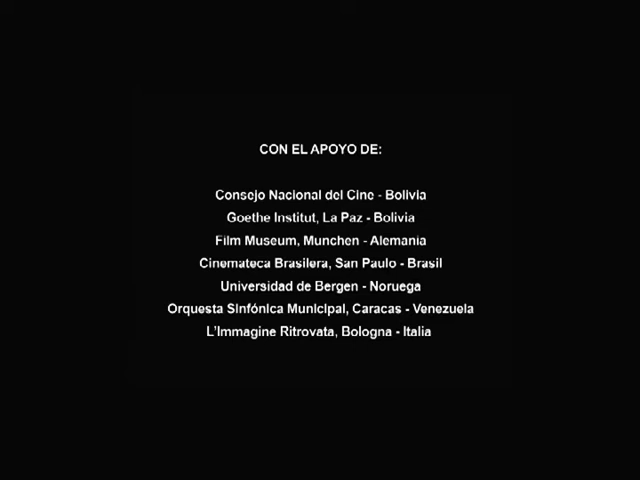 CON EL APOYO DE:
Consejo Nacional del Cine - Bolivia
Goethe Institut, La Paz - Bolivia
Film Museum, Munchen - Alemania
Cinemateca Brasilera, San Paulo - Brasil
Universidad de Bergen - Noruega
Orquesta Sinfónica Municipal, Caracas - Venezuela
L'Immagine Ritrovata, Bologna - Italia